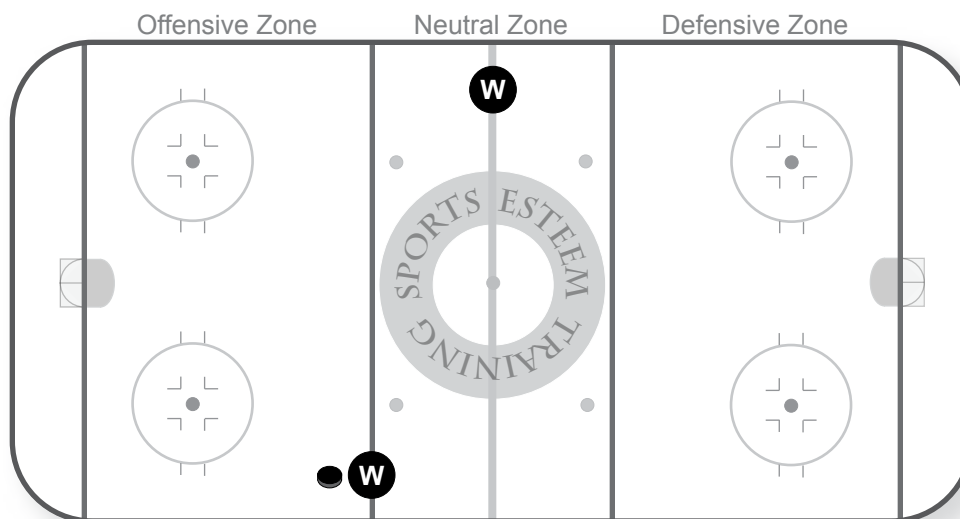 Offensive Zone Neutral Zone Defensive Zone
W
SPORTS ESTEEM TRAINING
W